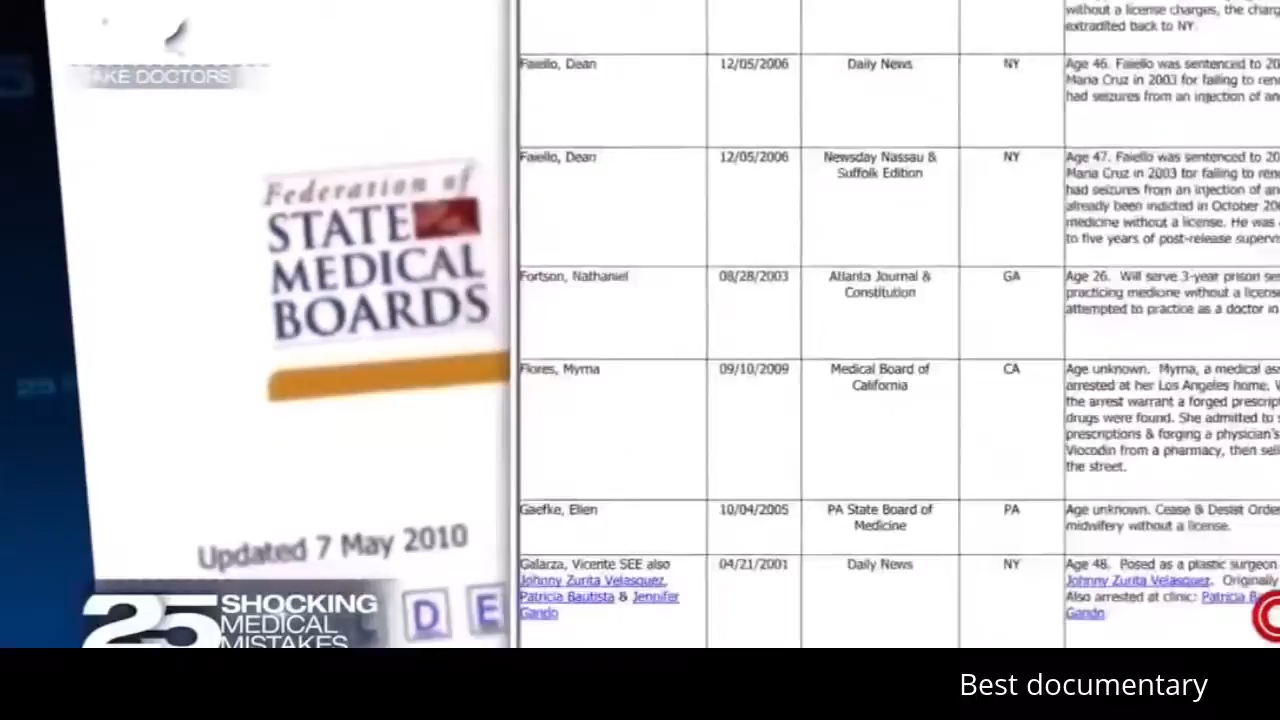 AKE DOCTORS
Federation of
STATE
MEDICAL
BOARDS
Updated 7 May 2010
25 SHOCKING
MEDICAL
MISTAKES
D E
without a license charges, the charg
extradited back to NY.
Faiello, Dean 12/05/2006 Daily News NY Age 46. Faiello was sentenced to 20
Maria Cruz in 2003 for failing to rend
had seizures from an injection of an
Faiello, Dean 12/05/2006 Newsday Nassau & NY Age 47. Faiello was sentenced to 20
Suffolk Edition Maria Cruz in 2003 for failing to rend
had seizures from an injection of an
already been indicted in October 20
medicine without a license. He was
to five years of post-release supervis
Fortson, Nathaniel 08/28/2003 Atlanta Journal & GA Age 26. Will serve 3-year prison sen
Constitution practicing medicine without a license
attempted to practice as a doctor in
Flores, Myrna 09/10/2009 Medical Board of CA Age unknown. Myrna, a medical ass
California arrested at her Los Angeles home. W
the arrest warrant a forged prescript
drugs were found. She admitted to s
prescriptions & forging a physician's
Viocodin from a pharmacy, then sell
the street.
Gaefke, Ellen 10/04/2005 PA State Board of PA Age unknown. Cease & Desist Orde
Medicine midwifery without a license.
Galarza, Vicente SEE also 04/21/2001 Daily News NY Age 48. Posed as a plastic surgeon
Johnny Zurita Velasquez, Johnny Zurita Velasquez. Originally
Patricia Bautista & Jennifer Also arrested at clinic: Patricia Ba
Gando Gando
Best documentary